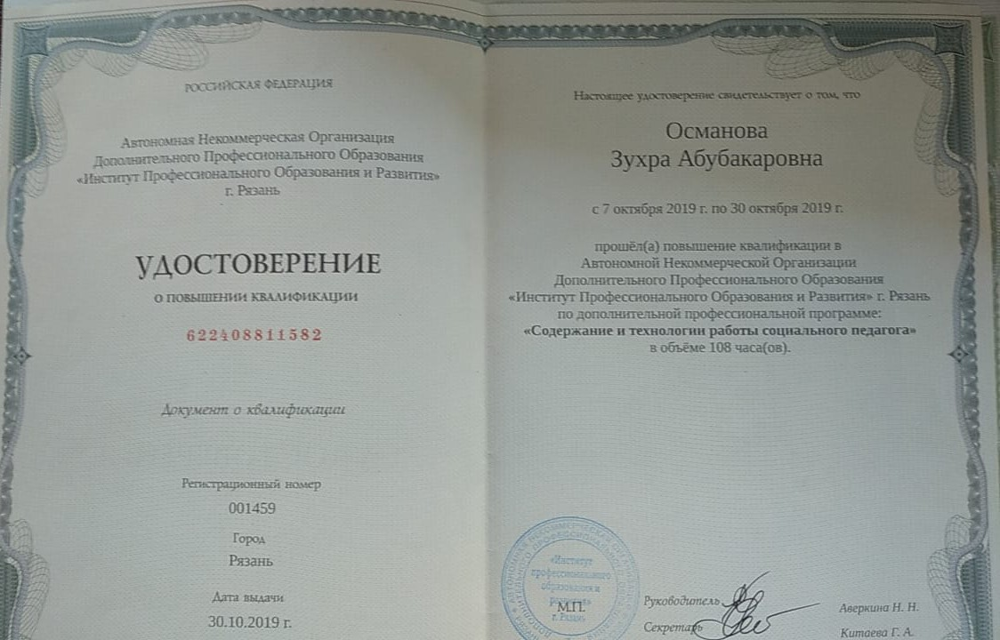 РОССИЙСКАЯ ФЕДЕРАЦИЯ
Автономная Некоммерческая Организация
Дополнительного Профессионального Образования
«Институт Профессионального Образования и Развития»
г. Рязань
УДОСТОВЕРЕНИЕ
О ПОВЫШЕНИИ КВАЛИФИКАЦИИ
622408811582
Документ о квалификации
Регистрационный номер
001459
Город
Рязань
Дата выдачи
30.10.2019 г.
Настоящее удостоверение свидетельствует о том, что
Османова
Зухра Абубакаровна
с 7 октября 2019 г. по 30 октября 2019 г.
прошёл(а) повышение квалификации в
Автономной Некоммерческой Организации
Дополнительного Профессионального Образования
«Институт Профессионального Образования и Развития» г. Рязань
по дополнительной профессиональной программе:
«Содержание и технологии работы социального педагога»
в объёме 108 часа(ов).
«Институт
профессионального
образования и
развития»
г. Рязань
М.П.
Руководитель
Аверкина Н. Н.
Секретарь
Китаева Г. А.